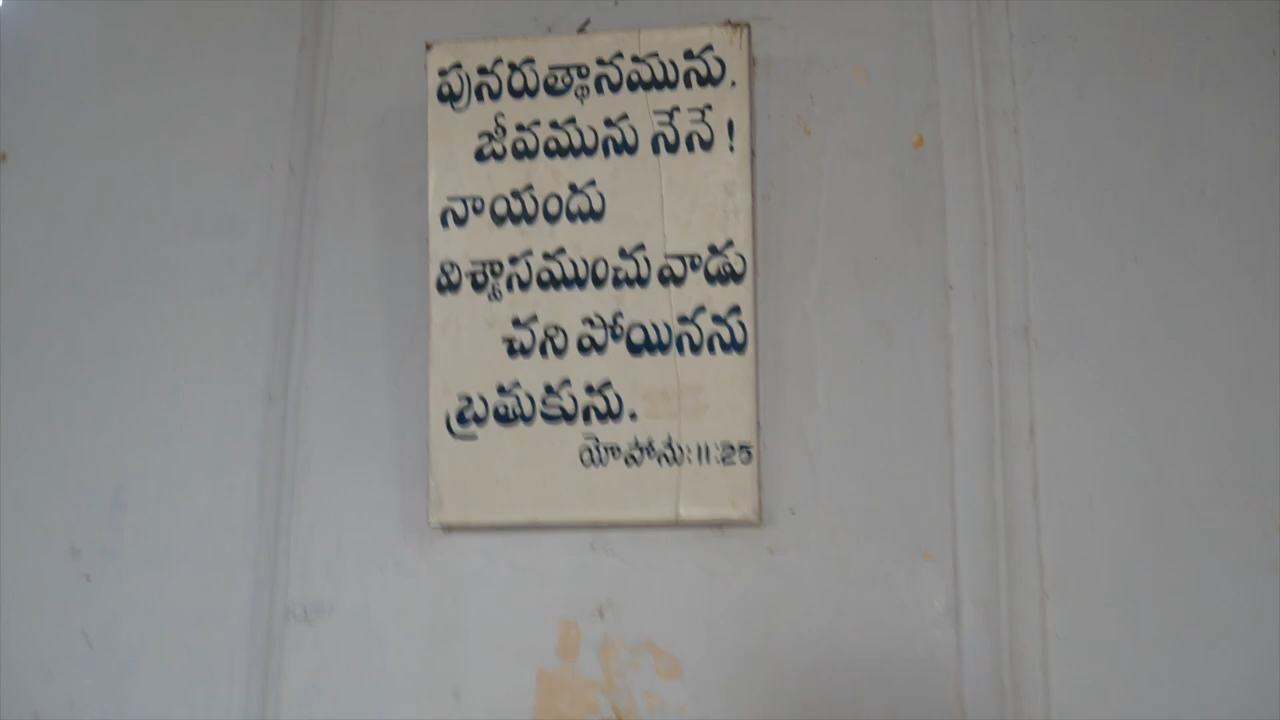 పునరుత్థానమును.
జీవమును నేనే !
నాయందు
విశ్వాసముంచువాడు
చని పోయినను
బ్రతుకును.
యోహాను: 11:25